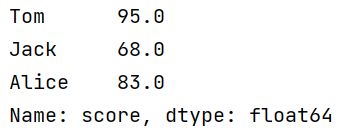 Tom      95.0
Jack     68.0
Alice    83.0
Name: score, dtype: float64